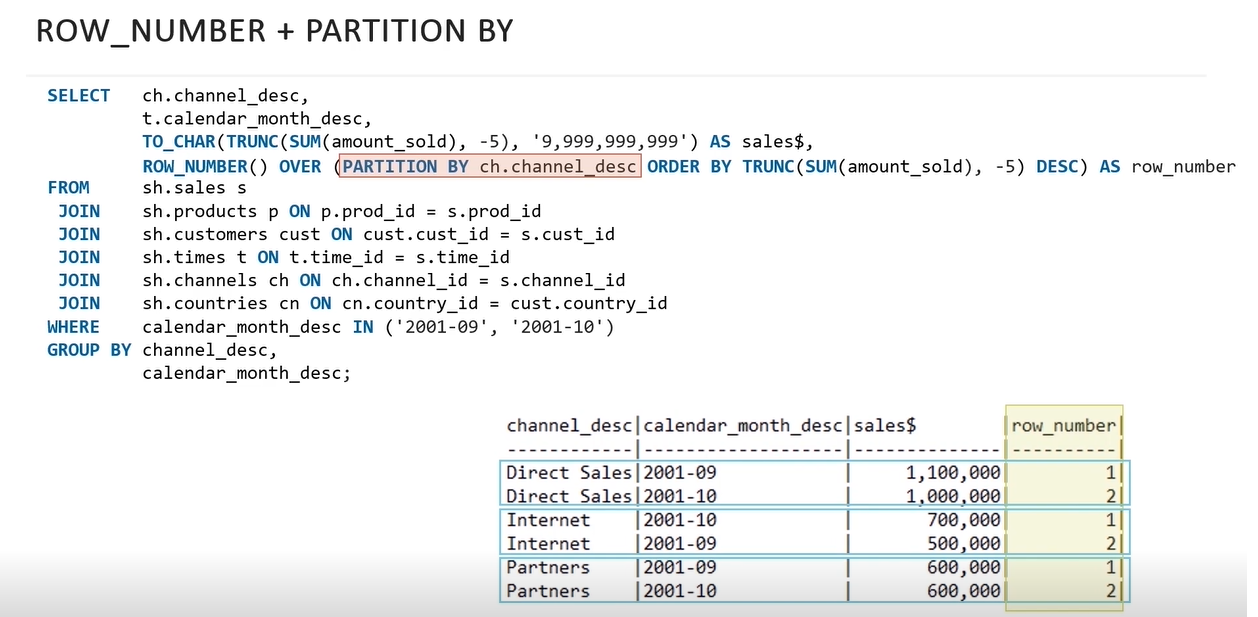 ROW_NUMBER + PARTITION BY
SELECT ch.channel_desc,
t.calendar_month_desc,
TO_CHAR(TRUNC(SUM(amount_sold), -5), '9,999,999,999') AS sales$,
ROW_NUMBER() OVER (PARTITION BY ch.channel_desc ORDER BY TRUNC(SUM(amount_sold), -5) DESC) AS row_number
FROM sh.sales s
JOIN sh.products p ON p.prod_id = s.prod_id
JOIN sh.customers cust ON cust.cust_id = s.cust_id
JOIN sh.times t ON t.time_id = s.time_id
JOIN sh.channels ch ON ch.channel_id = s.channel_id
JOIN sh.countries cn ON cn.country_id = cust.country_id
WHERE calendar_month_desc IN ('2001-09', '2001-10')
GROUP BY channel_desc,
calendar_month_desc;
channel_desc|calendar_month_desc|sales$ |row_number|
------------|-------------------|--------------|----------|
Direct Sales|2001-09 | 1,100,000| 1|
Direct Sales|2001-10 | 1,000,000| 2|
Internet |2001-10 | 700,000| 1|
Internet |2001-09 | 500,000| 2|
Partners |2001-09 | 600,000| 1|
Partners |2001-10 | 600,000| 2|